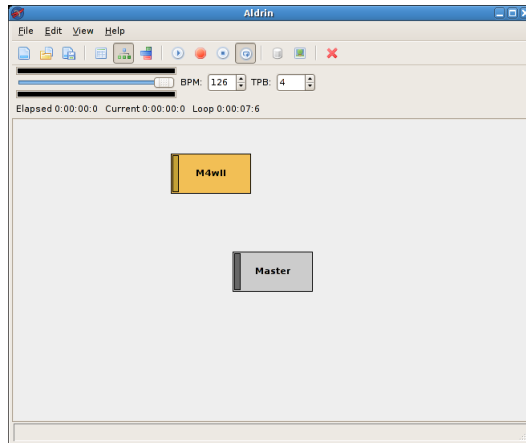 Aldrin
File Edit View Help
BPM: 126 TPB: 4
Elapsed 0:00:00:0 Current 0:00:00:0 Loop 0:00:07:6
M4wII
Master